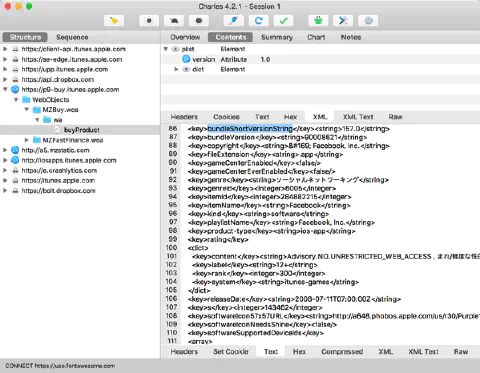 Charles 4.2.1 - Session 1
Structure Sequence
https://client-api.itunes.apple.com
https://se-edge.itunes.apple.com
https://upp.itunes.apple.com
https://api.dropbox.com
https://p9-buy.itunes.apple.com
WebObjects
MZBuy.woa
wa
buyProduct
MZFastFinance.woa
http://a5.mzstatic.com
http://iosapps.itunes.apple.com
https://e.crashlytics.com
https://itunes.apple.com
https://bolt.dropbox.com
Overview Contents Summary Chart Notes
plist Element
version Attribute 1.0
dict Element
Headers Cookies Text Hex XML XML Text Raw
86 <key>bundleShortVersionString</key><string>157.0</string>
87 <key>bundleVersion</key><string>90008621</string>
88 <key>copyright</key><string>&#169; Facebook, Inc.</string>
89 <key>fileExtension</key><string>.app</string>
90 <key>gameCenterEnabled</key><false/>
91 <key>gameCenterEverEnabled</key><false/>
92 <key>genre</key><string>ソーシャルネットワーキング</string>
93 <key>genreId</key><integer>6005</integer>
94 <key>itemId</key><integer>284882215</integer>
95 <key>itemName</key><string>Facebook</string>
96 <key>kind</key><string>software</string>
97 <key>playlistName</key><string>Facebook, Inc.</string>
98 <key>product-type</key><string>ios-app</string>
99 <key>rating</key>
100 <dict>
101 <key>content</key><string>Advisory.NO.UNRESTRICTED_WEB_ACCESS , まれ/軽度な性的
102 <key>label</key><string>12+</string>
103 <key>rank</key><integer>300</integer>
104 <key>system</key><string>itunes-games</string>
105 </dict>
106 <key>releaseDate</key><string>2008-07-11T07:00:00Z</string>
107 <key>s</key><integer>143462</integer>
108 <key>softwareIcon57x57URL</key><string>http://a648.phobos.apple.com/us/r30/Purple
109 <key>softwareIconNeedsShine</key><false/>
110 <key>softwareSupportedDeviceIds</key>
111 <array>
Headers Set Cookie Text Hex Compressed XML XML Text Raw
CONNECT https://use.fontawesome.com